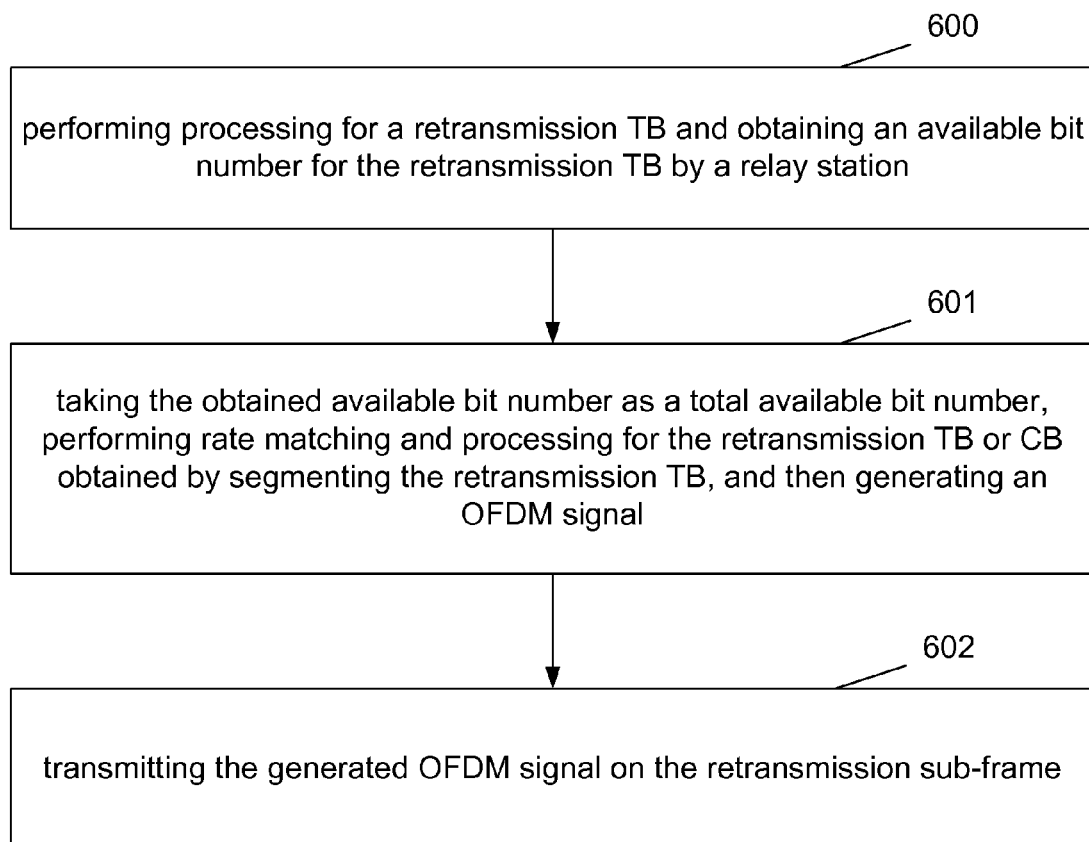 600
performing processing for a retransmission TB and obtaining an available bit
number for the retransmission TB by a relay station
601
taking the obtained available bit number as a total available bit number,
performing rate matching and processing for the retransmission TB or CB
obtained by segmenting the retransmission TB, and then generating an
OFDM signal
602
transmitting the generated OFDM signal on the retransmission sub-frame